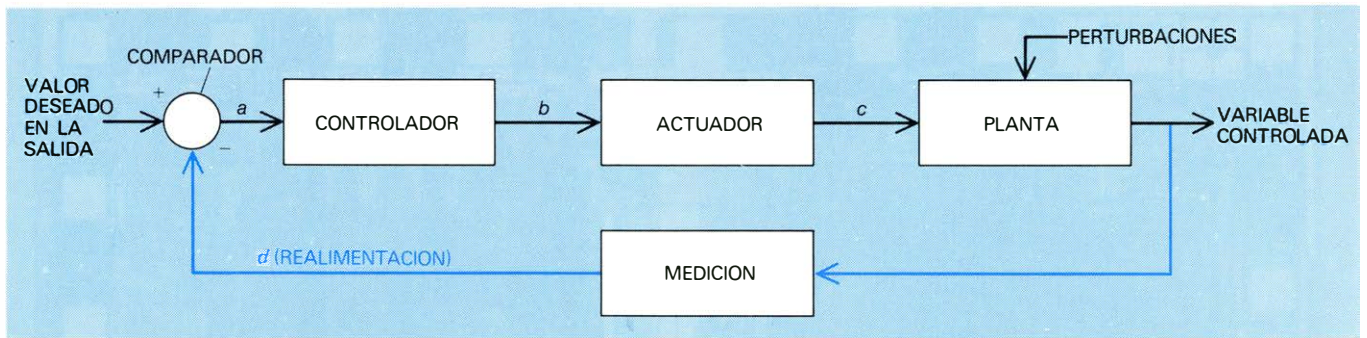 COMPARADOR
VALOR
DESEADO
EN LA
SALIDA
+
−
a
CONTROLADOR
b
ACTUADOR
c
PERTURBACIONES
PLANTA
VARIABLE
CONTROLADA
d (REALIMENTACION)
MEDICION